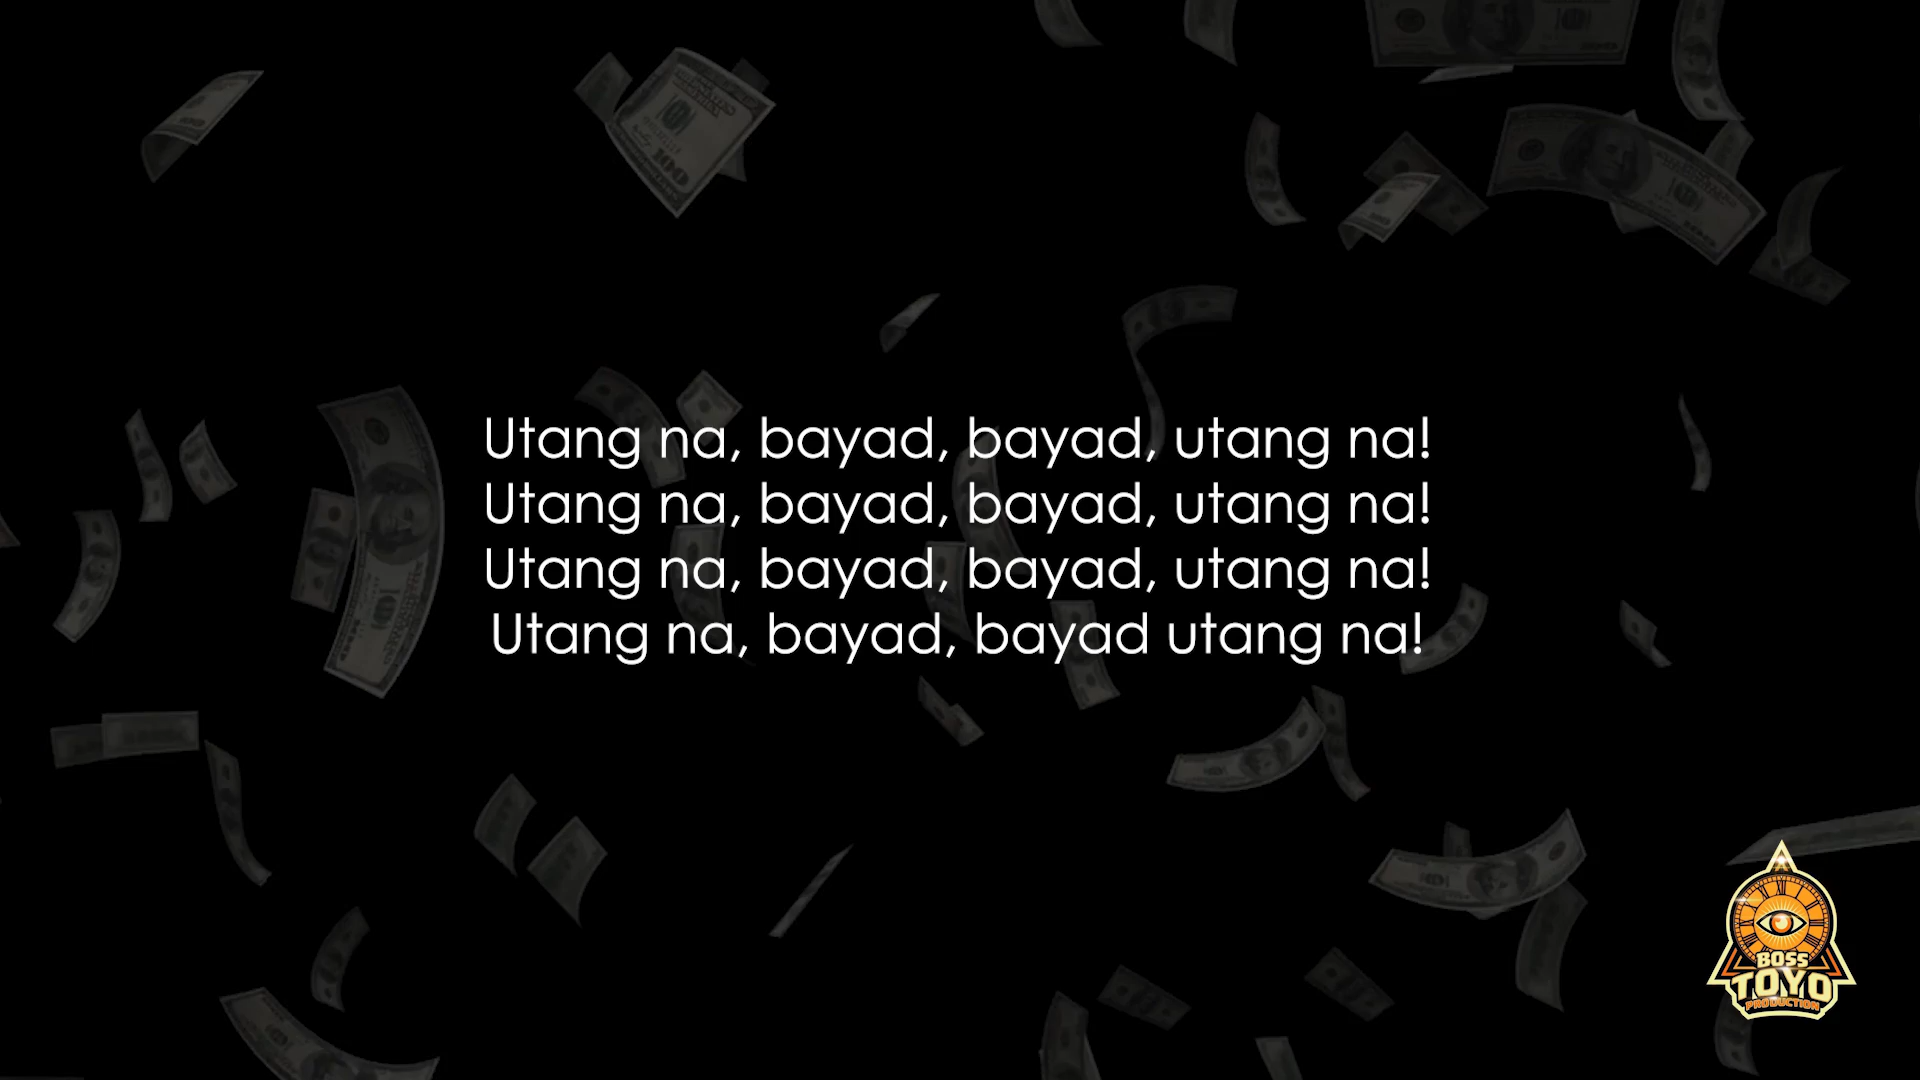 Utang na, bayad, bayad, utang na!
Utang na, bayad, bayad, utang na!
Utang na, bayad, bayad, utang na!
Utang na, bayad, bayad utang na!
BOSS
TOYO
PRODUCTION